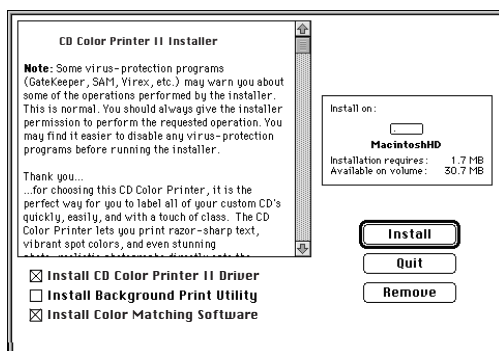 CD Color Printer II Installer
Note: Some virus-protection programs
(GateKeeper, SAM, Virex, etc.) may warn you about
some of the operations performed by the installer.
This is normal. You should always give the installer
permission to perform the requested operation. You
may find it easier to disable any virus-protection
programs before running the installer.
Thank you...
...for choosing this CD Color Printer, it is the
perfect way for you to label all of your custom CD's
quickly, easily, and with a touch of class. The CD
Color Printer lets you print razor-sharp text,
vibrant spot colors, and even stunning
Install CD Color Printer II Driver
Install Background Print Utility
Install Color Matching Software
Install on:
MacintoshHD
Installation requires: 1.7 MB
Available on volume: 30.7 MB
Install
Quit
Remove